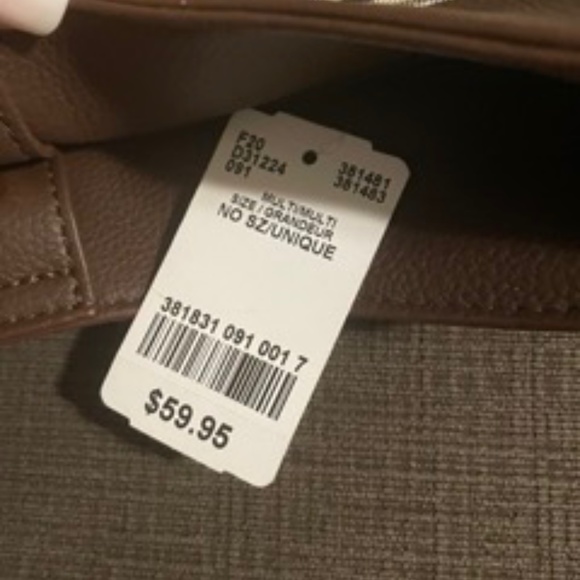 F20
D31224
091
381481
381483
MULTI/MULTI
SIZE / GRANDEUR
NO SZ/UNIQUE
381831 091 001 7
$59.95